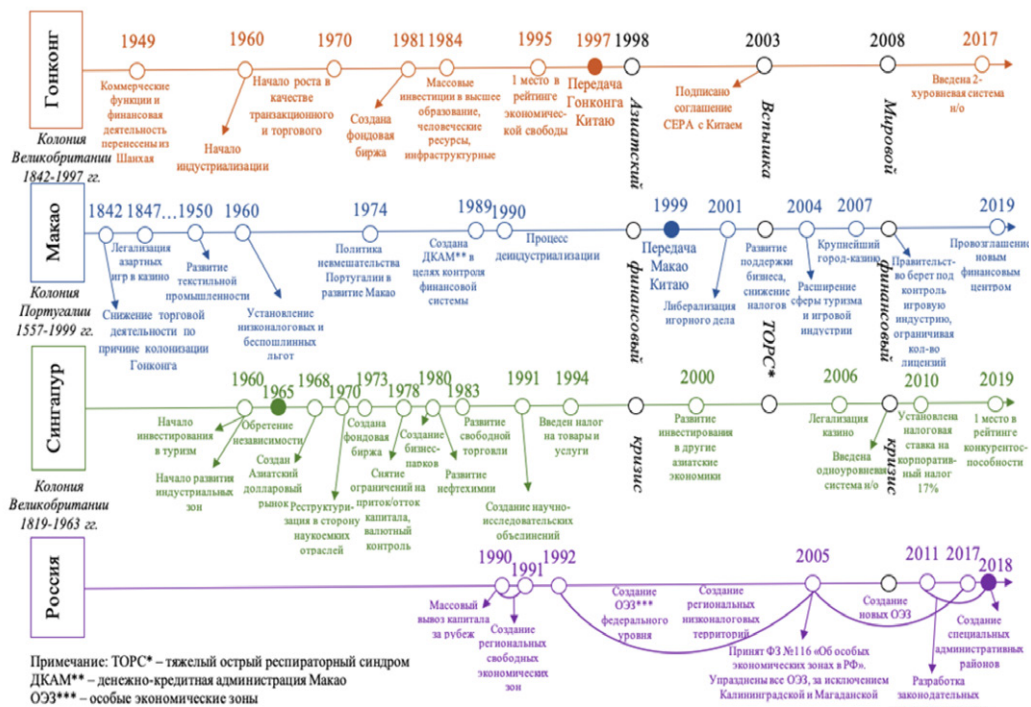 Гонконг
Колония
Великобритании
1842-1997 гг.
1949
Коммерческие
функции и
финансовая
деятельность
перенесены из
Шанхая
1960
Начало
индустриализации
1970
Начало роста в
качестве
транзакционного и
торгового
1981
Создана
фондовая
биржа
1984
Массовые
инвестиции в высшее
образование,
человеческие
ресурсы,
инфраструктурные
1995
1 место в
рейтинге
экономичес-
кой свободы
1997
Передача
Гонконга
Китаю
1998
Азиатский
финансовый
кризис
2003
Подписано
соглашение
СЕРА с Китаем
Вспышка
ТОРС*
2008
Мировой
финансовый
кризис
2017
Введена 2-
хуровневая система
н/о
Макао
Колония
Португалии
1557-1999 гг.
1842
Снижение торговой
деятельности по
причине колонизации
Гонконга
1847...
Легализация
азартных
игр в казино
1950
Развитие
текстильной
промышленности
1960
Установление
низконалоговых и
беспошлинных
льгот
1974
Политика
невмешательства
Португалии в
развитие Макао
1989
Создана
ДКАМ** в
целях контроля
финансовой
системы
1990
Процесс
деиндустриализации
1999
Передача
Макао
Китаю
2001
Либерализация
игорного дела
Развитие
поддержки
бизнеса,
снижение
налогов
2004
Расширение
сферы туризма
и игровой
индустрии
2007
Крупнейший
город-казино
Правительст-
во берет под
контроль
игровую
индустрию,
ограничивая
кол-во
лицензий
2019
Провозглашен
новым
финансовым
центром
Сингапур
Колония
Великобритании
1819-1963 гг.
1960
Начало
инвестирования
в туризм
Начало развития
индустриальных
зон
1965
Обретение
независимости
1968
Создан
Азиатский
долларовый
рынок
1970
Реструктури-
зация в сторону
наукоемких
отраслей
1973
Создана
фондовая
биржа
1978
Снятие
ограничений на
приток/отток
капитала,
валютный
контроль
1980
Создание
бизнес-
парков
Развитие
нефтехимии
1983
Развитие
свободной
торговли
1991
Создание научно-
исследовательских
объединений
1994
Введен налог
на товары и
услуги
2000
Развитие
инвестирования
в другие
азиатские
экономики
2006
Легализация
казино
Введена
одноуровневая
система н/о
2010
Установлена
налоговая
ставка на
корпоратив-
ный налог
17%
2019
1 место в
рейтинге
конкурентос-
пособности
Россия
1990
Массовый
вывоз капитала
за рубеж
1991
Создание
региональных
свободных
экономических
зон
1992
Создание
ОЭЗ***
федерального
уровня
Создание
региональных
низконалоговых
территорий
2005
Принят ФЗ №116 «Об особых
экономических зонах в РФ».
Упразднены все ОЭЗ, за исключением
Калининградской и Магаданской
Создание
новых ОЭЗ
2011
2017
Разработка
законодательных
2018
Создание
специальных
административных
районов
Примечание: ТОРС* – тяжелый острый респираторный синдром
ДКАМ** – денежно-кредитная администрация Макао
ОЭЗ*** – особые экономические зоны